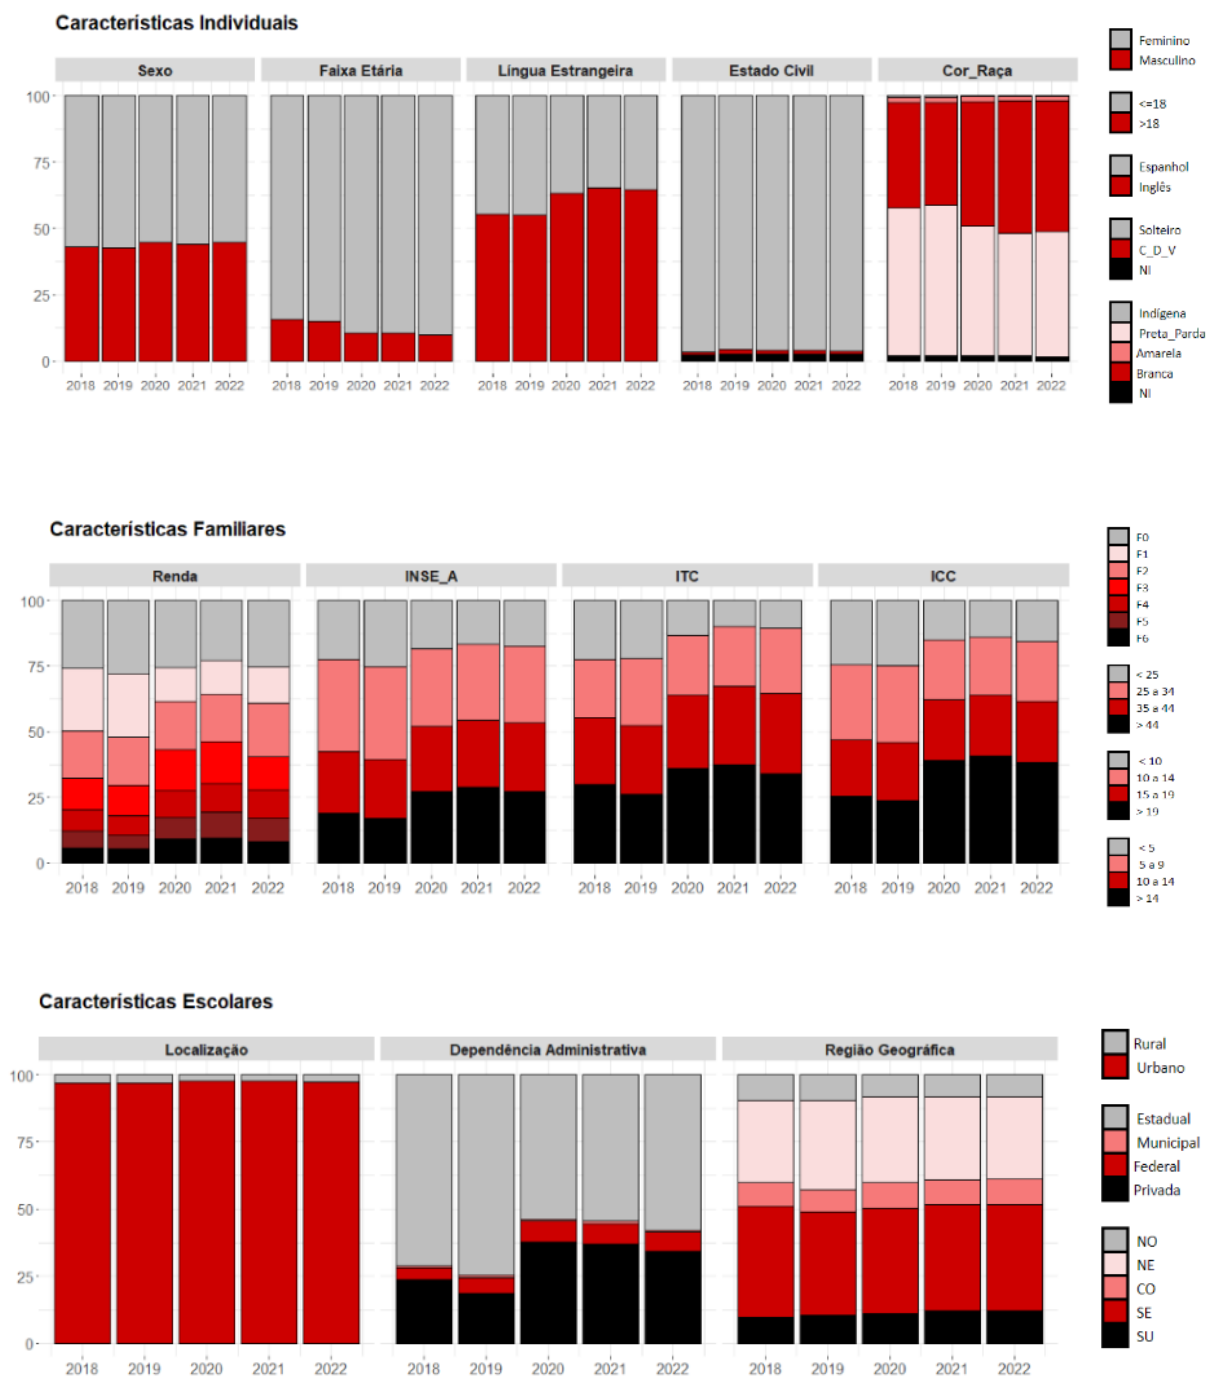 Características Individuais
Sexo
Faixa Etária
Língua Estrangeira
Estado Civil
Cor_Raça
100
75
50
25
0
2018 2019 2020 2021 2022
2018 2019 2020 2021 2022
2018 2019 2020 2021 2022
2018 2019 2020 2021 2022
2018 2019 2020 2021 2022
Feminino
Masculino
<=18
>18
Espanhol
Inglês
Solteiro
C_D_V
NI
Indígena
Preta_Parda
Amarela
Branca
NI
Características Familiares
Renda
INSE_A
ITC
ICC
100
75
50
25
0
2018 2019 2020 2021 2022
2018 2019 2020 2021 2022
2018 2019 2020 2021 2022
2018 2019 2020 2021 2022
F0
F1
F2
F3
F4
F5
F6
< 25
25 a 34
35 a 44
> 44
< 10
10 a 14
15 a 19
> 19
< 5
5 a 9
10 a 14
> 14
Características Escolares
Localização
Dependência Administrativa
Região Geográfica
100
75
50
25
0
2018 2019 2020 2021 2022
2018 2019 2020 2021 2022
2018 2019 2020 2021 2022
Rural
Urbano
Estadual
Municipal
Federal
Privada
NO
NE
CO
SE
SU